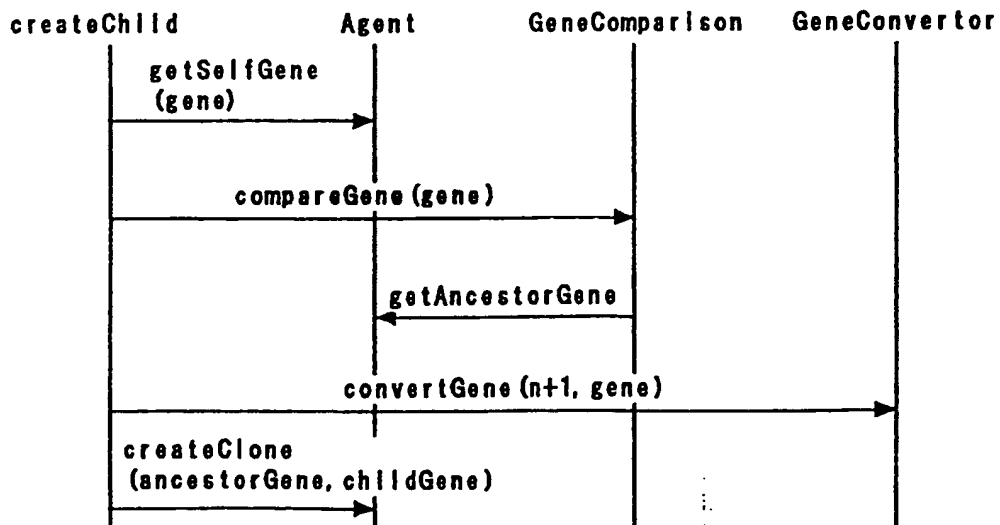 createChild Agent GeneComparison GeneConvertor
getSelfGene
(gene)
compareGene(gene)
getAncestorGene
convertGene(n+1, gene)
createClone
(ancestorGene, childGene)